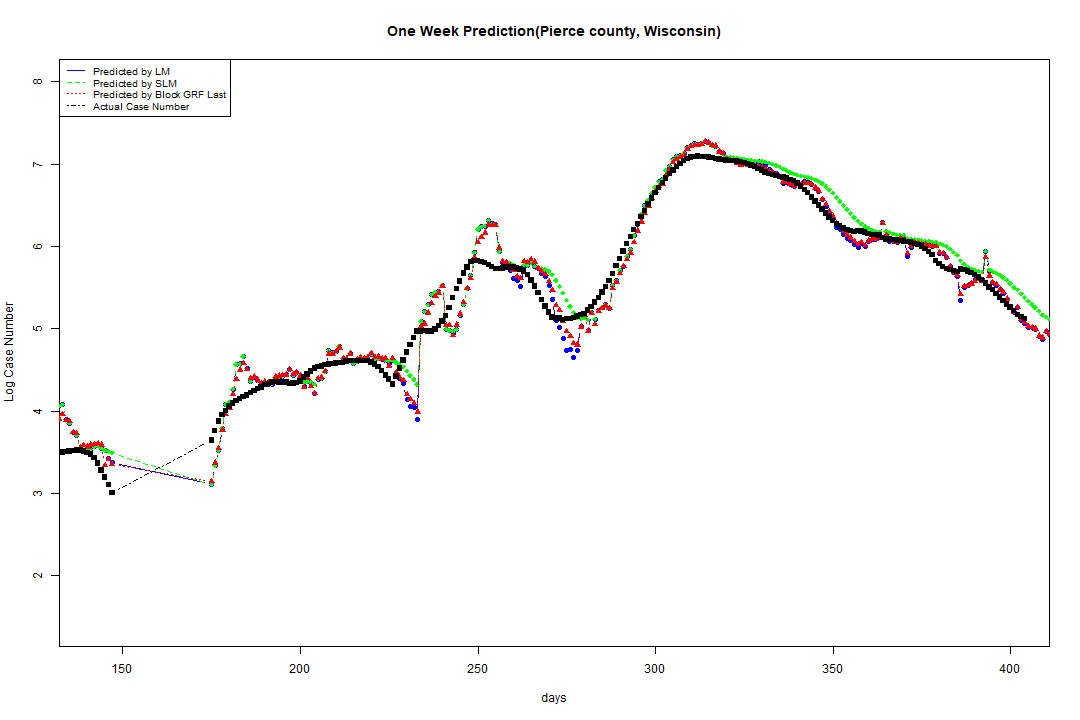 One Week Prediction(Pierce county, Wisconsin)
Predicted by LM
Predicted by SLM
Predicted by Block GRF Last
Actual Case Number
8
7
6
5
4
3
2
Log Case Number
150 200 250 300 350 400
days